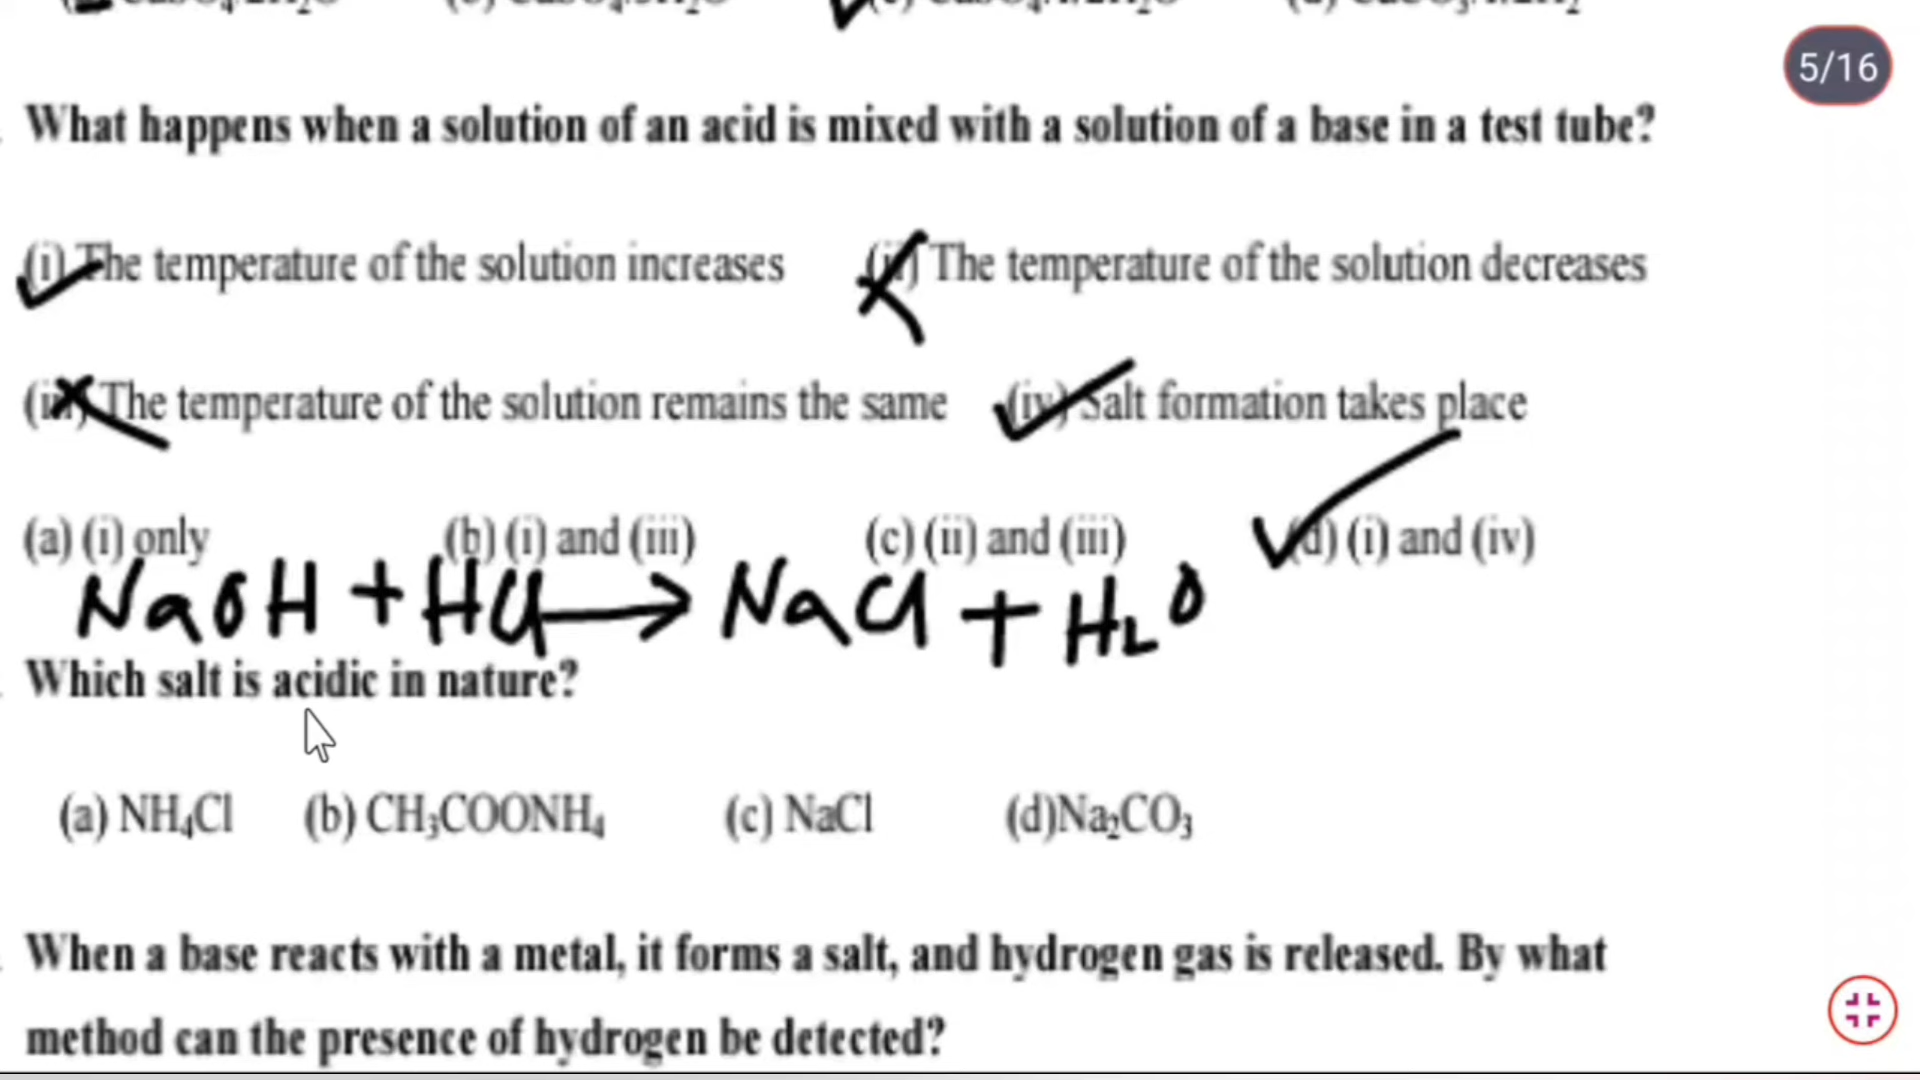 5/16
What happens when a solution of an acid is mixed with a solution of a base in a test tube?
(i) The temperature of the solution increases (ii) The temperature of the solution decreases
(iii) The temperature of the solution remains the same (iv) Salt formation takes place
(a) (i) only (b) (i) and (iii) (c) (ii) and (iii) (d) (i) and (iv)
NaOH + HCl → NaCl + H₂O
Which salt is acidic in nature?
(a) NH₄Cl (b) CH₃COONH₄ (c) NaCl (d)Na₂CO₃
When a base reacts with a metal, it forms a salt, and hydrogen gas is released. By what
method can the presence of hydrogen be detected?